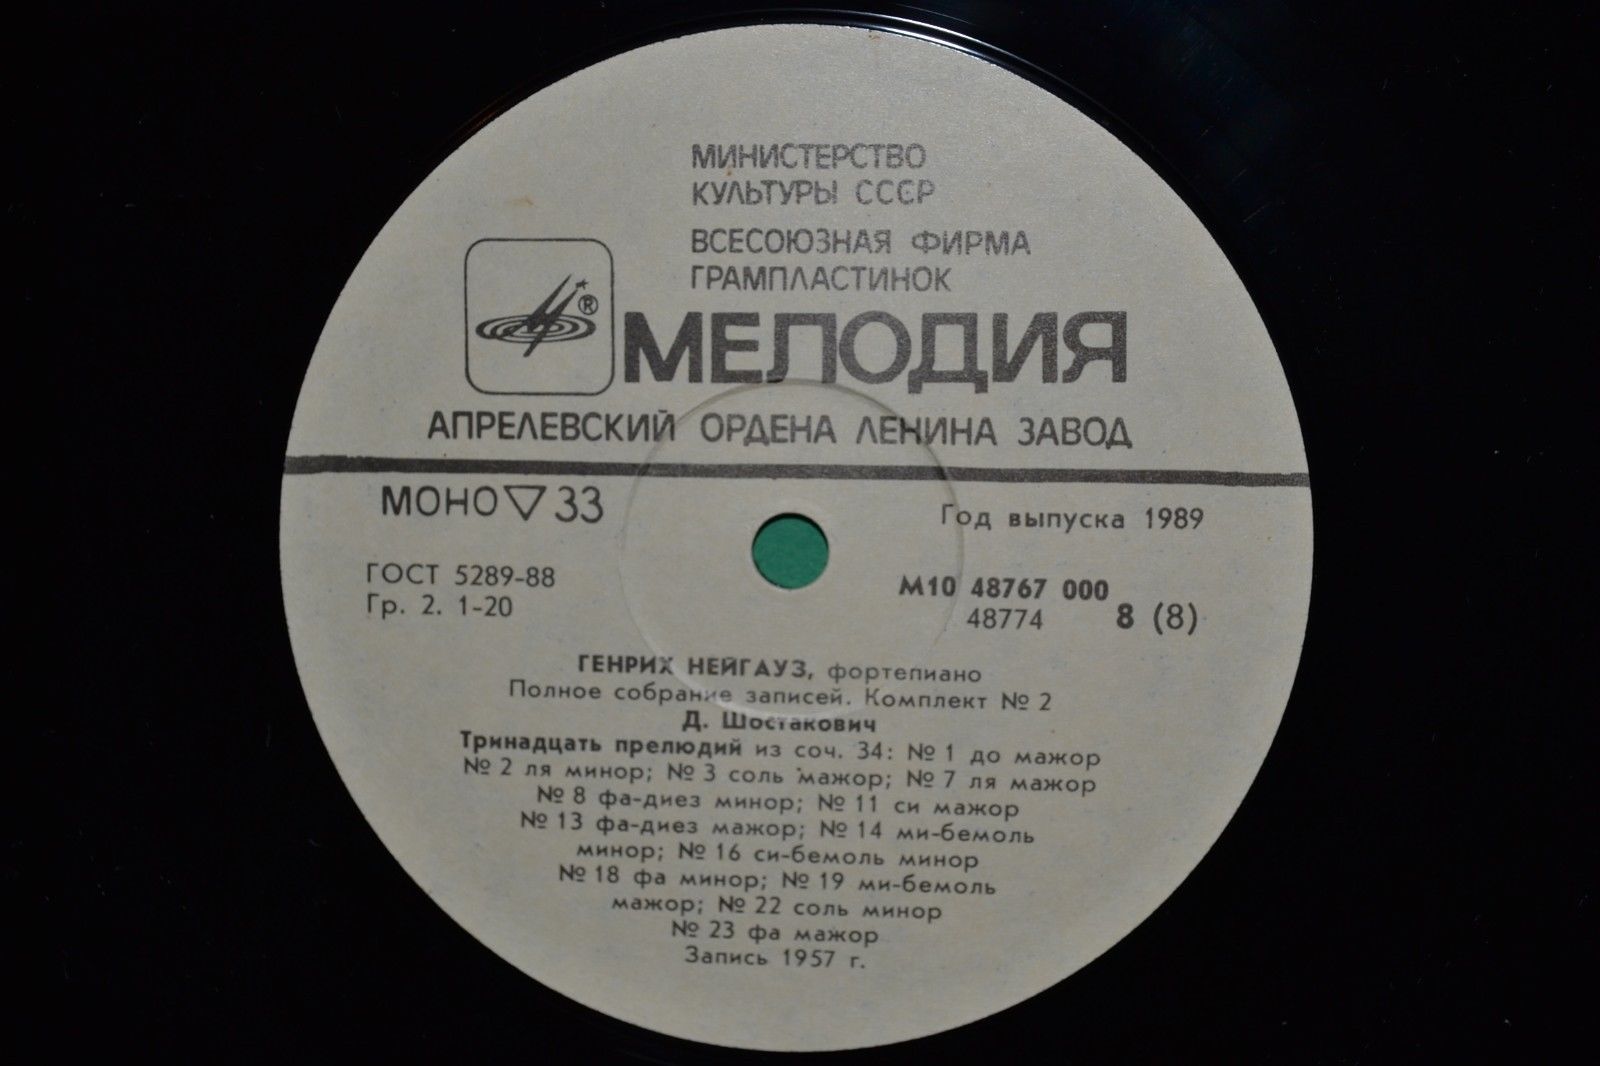 МИНИСТЕРСТВО
КУЛЬТУРЫ СССР
ВСЕСОЮЗНАЯ ФИРМА
ГРАМПЛАСТИНОК
® МЕЛОДИЯ
АПРЕЛЕВСКИЙ ОРДЕНА ЛЕНИНА ЗАВОД
МОНО ▽ 33
Год выпуска 1989
ГОСТ 5289-88
Гр. 2. 1-20
М10 48767 000
48774 8 (8)
ГЕНРИХ НЕЙГАУЗ, фортепиано
Полное собрание записей. Комплект № 2
Д. Шостакович
Тринадцать прелюдий из соч. 34: № 1 до мажор
№ 2 ля минор; № 3 соль мажор; № 7 ля мажор
№ 8 фа-диез минор; № 11 си мажор
№ 13 фа-диез мажор; № 14 ми-бемоль
минор; № 16 си-бемоль минор
№ 18 фа минор; № 19 ми-бемоль
мажор; № 22 соль минор
№ 23 фа мажор
Запись 1957 г.